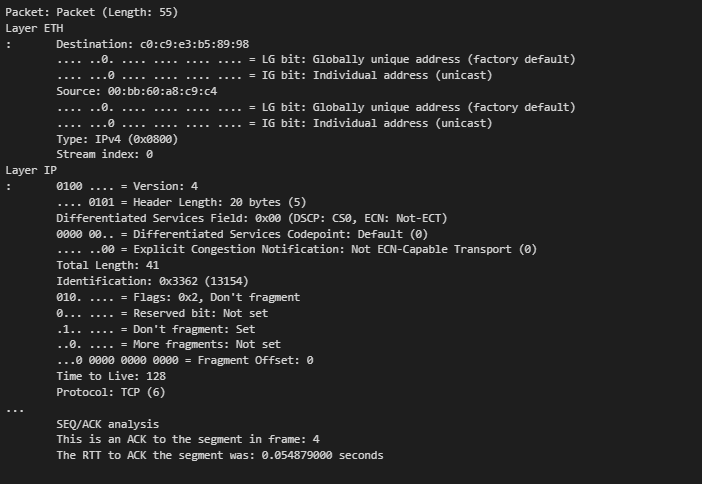 Packet: Packet (Length: 55)
Layer ETH
:       Destination: c0:c9:e3:b5:89:98
        .... ..0. .... .... .... .... = LG bit: Globally unique address (factory default)
        .... ...0 .... .... .... .... = IG bit: Individual address (unicast)
        Source: 00:bb:60:a8:c9:c4
        .... ..0. .... .... .... .... = LG bit: Globally unique address (factory default)
        .... ...0 .... .... .... .... = IG bit: Individual address (unicast)
        Type: IPv4 (0x0800)
        Stream index: 0
Layer IP
:       0100 .... = Version: 4
        .... 0101 = Header Length: 20 bytes (5)
        Differentiated Services Field: 0x00 (DSCP: CS0, ECN: Not-ECT)
        0000 00.. = Differentiated Services Codepoint: Default (0)
        .... ..00 = Explicit Congestion Notification: Not ECN-Capable Transport (0)
        Total Length: 41
        Identification: 0x3362 (13154)
        010. .... = Flags: 0x2, Don't fragment
        0... .... = Reserved bit: Not set
        .1.. .... = Don't fragment: Set
        ..0. .... = More fragments: Not set
        ...0 0000 0000 0000 = Fragment Offset: 0
        Time to Live: 128
        Protocol: TCP (6)
...
        SEQ/ACK analysis
        This is an ACK to the segment in frame: 4
        The RTT to ACK the segment was: 0.054879000 seconds